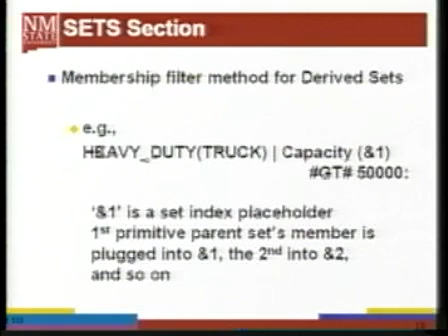 NM
STATE
SETS Section
Membership filter method for Derived Sets
e.g.,
HEAVY_DUTY(TRUCK) | Capacity (&1)
#GT# 50000:
'&1' is a set index placeholder
1st primitive parent set's member is
plugged into &1, the 2nd into &2,
and so on